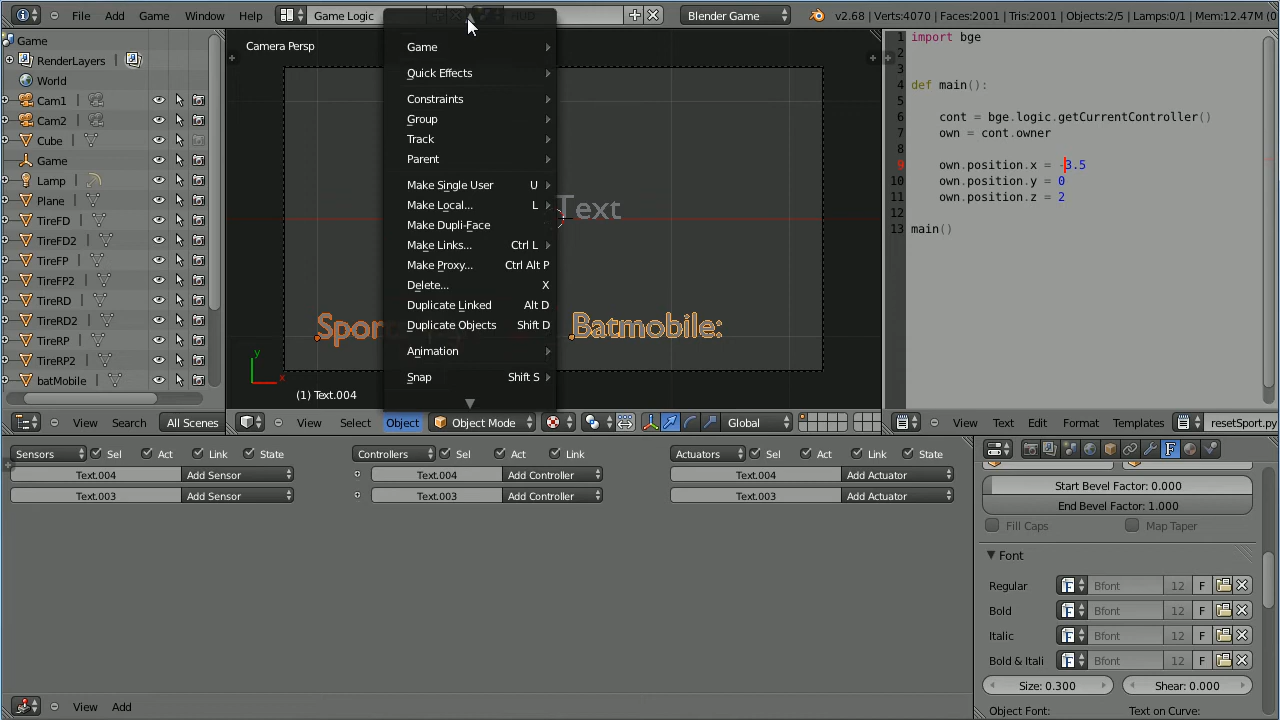 File Add Game Window Help Game Logic HUD Blender Game v2.68 | Verts:4070 | Faces:2001 | Tris:2001 | Objects:2/5 | Lamps:0/1 | Mem:12.47M (0
Game
RenderLayers
World
Cam1
Cam2
Cube
Game
Lamp
Plane
TireFD
TireFD2
TireFP
TireFP2
TireRD
TireRD2
TireRP
TireRP2
batMobile
View Search All Scenes
Camera Persp
Text
Batmobile:
(1) Text.004
Game
Quick Effects
Constraints
Group
Track
Parent
Make Single User U
Make Local... L
Make Dupli-Face
Make Links... Ctrl L
Make Proxy... Ctrl Alt P
Delete... X
Duplicate Linked Alt D
Duplicate Objects Shift D
Animation
Snap Shift S
View Select Object Object Mode Global
1 import bge
2
3
4 def main():
6 cont = bge.logic.getCurrentController()
7 own = cont.owner
8
9 own.position.x = -3.5
10 own.position.y = 0
11 own.position.z = 2
12
13 main()
View Text Edit Format Templates resetSport.py
Sensors Sel Act Link State Controllers Sel Act Link Actuators Sel Act Link State
Text.004 Add Sensor Text.004 Add Controller Text.004 Add Actuator
Text.003 Add Sensor Text.003 Add Controller Text.003 Add Actuator
View Add
Start Bevel Factor: 0.000
End Bevel Factor: 1.000
Fill Caps Map Taper
Font
Regular Bfont 12 F
Bold Bfont 12 F
Italic Bfont 12 F
Bold & Itali Bfont 12 F
Size: 0.300 Shear: 0.000
Object Font: Text on Curve: